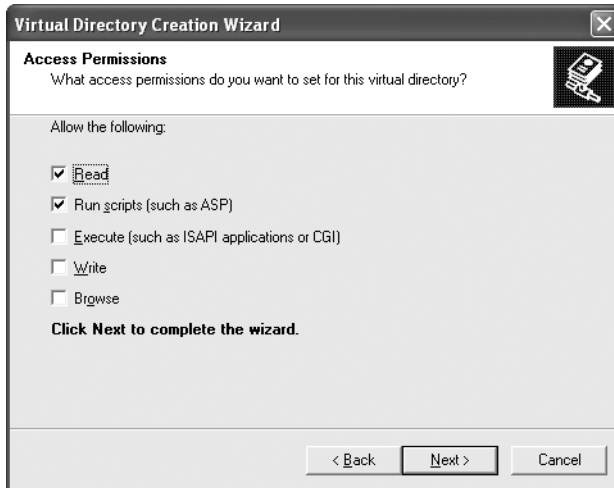 Virtual Directory Creation Wizard
Access Permissions
What access permissions do you want to set for this virtual directory?
Allow the following:
Read
Run scripts (such as ASP)
Execute (such as ISAPI applications or CGI)
Write
Browse
Click Next to complete the wizard.
< Back Next > Cancel